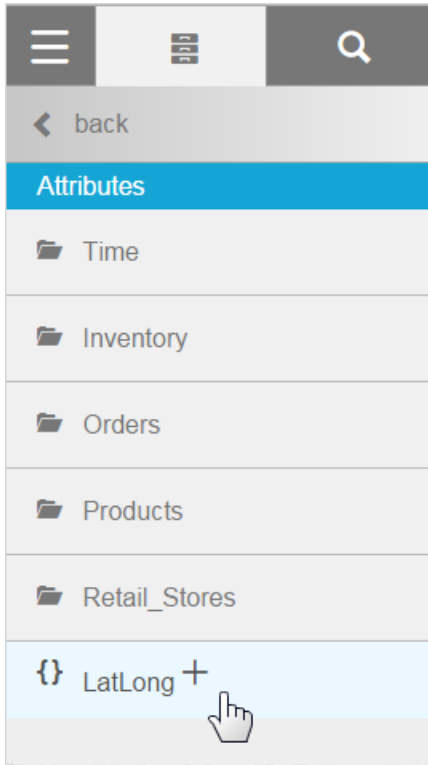 back
Attributes
Time
Inventory
Orders
Products
Retail_Stores
{} LatLong +